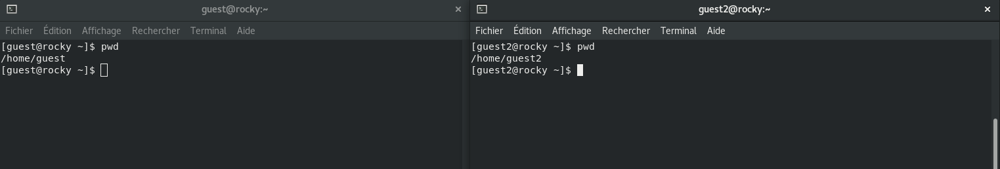 guest@rocky:~
Fichier Édition Affichage Rechercher Terminal Aide
[guest@rocky ~]$ pwd
/home/guest
[guest@rocky ~]$
guest2@rocky:~
Fichier Édition Affichage Rechercher Terminal Aide
[guest2@rocky ~]$ pwd
/home/guest2
[guest2@rocky ~]$